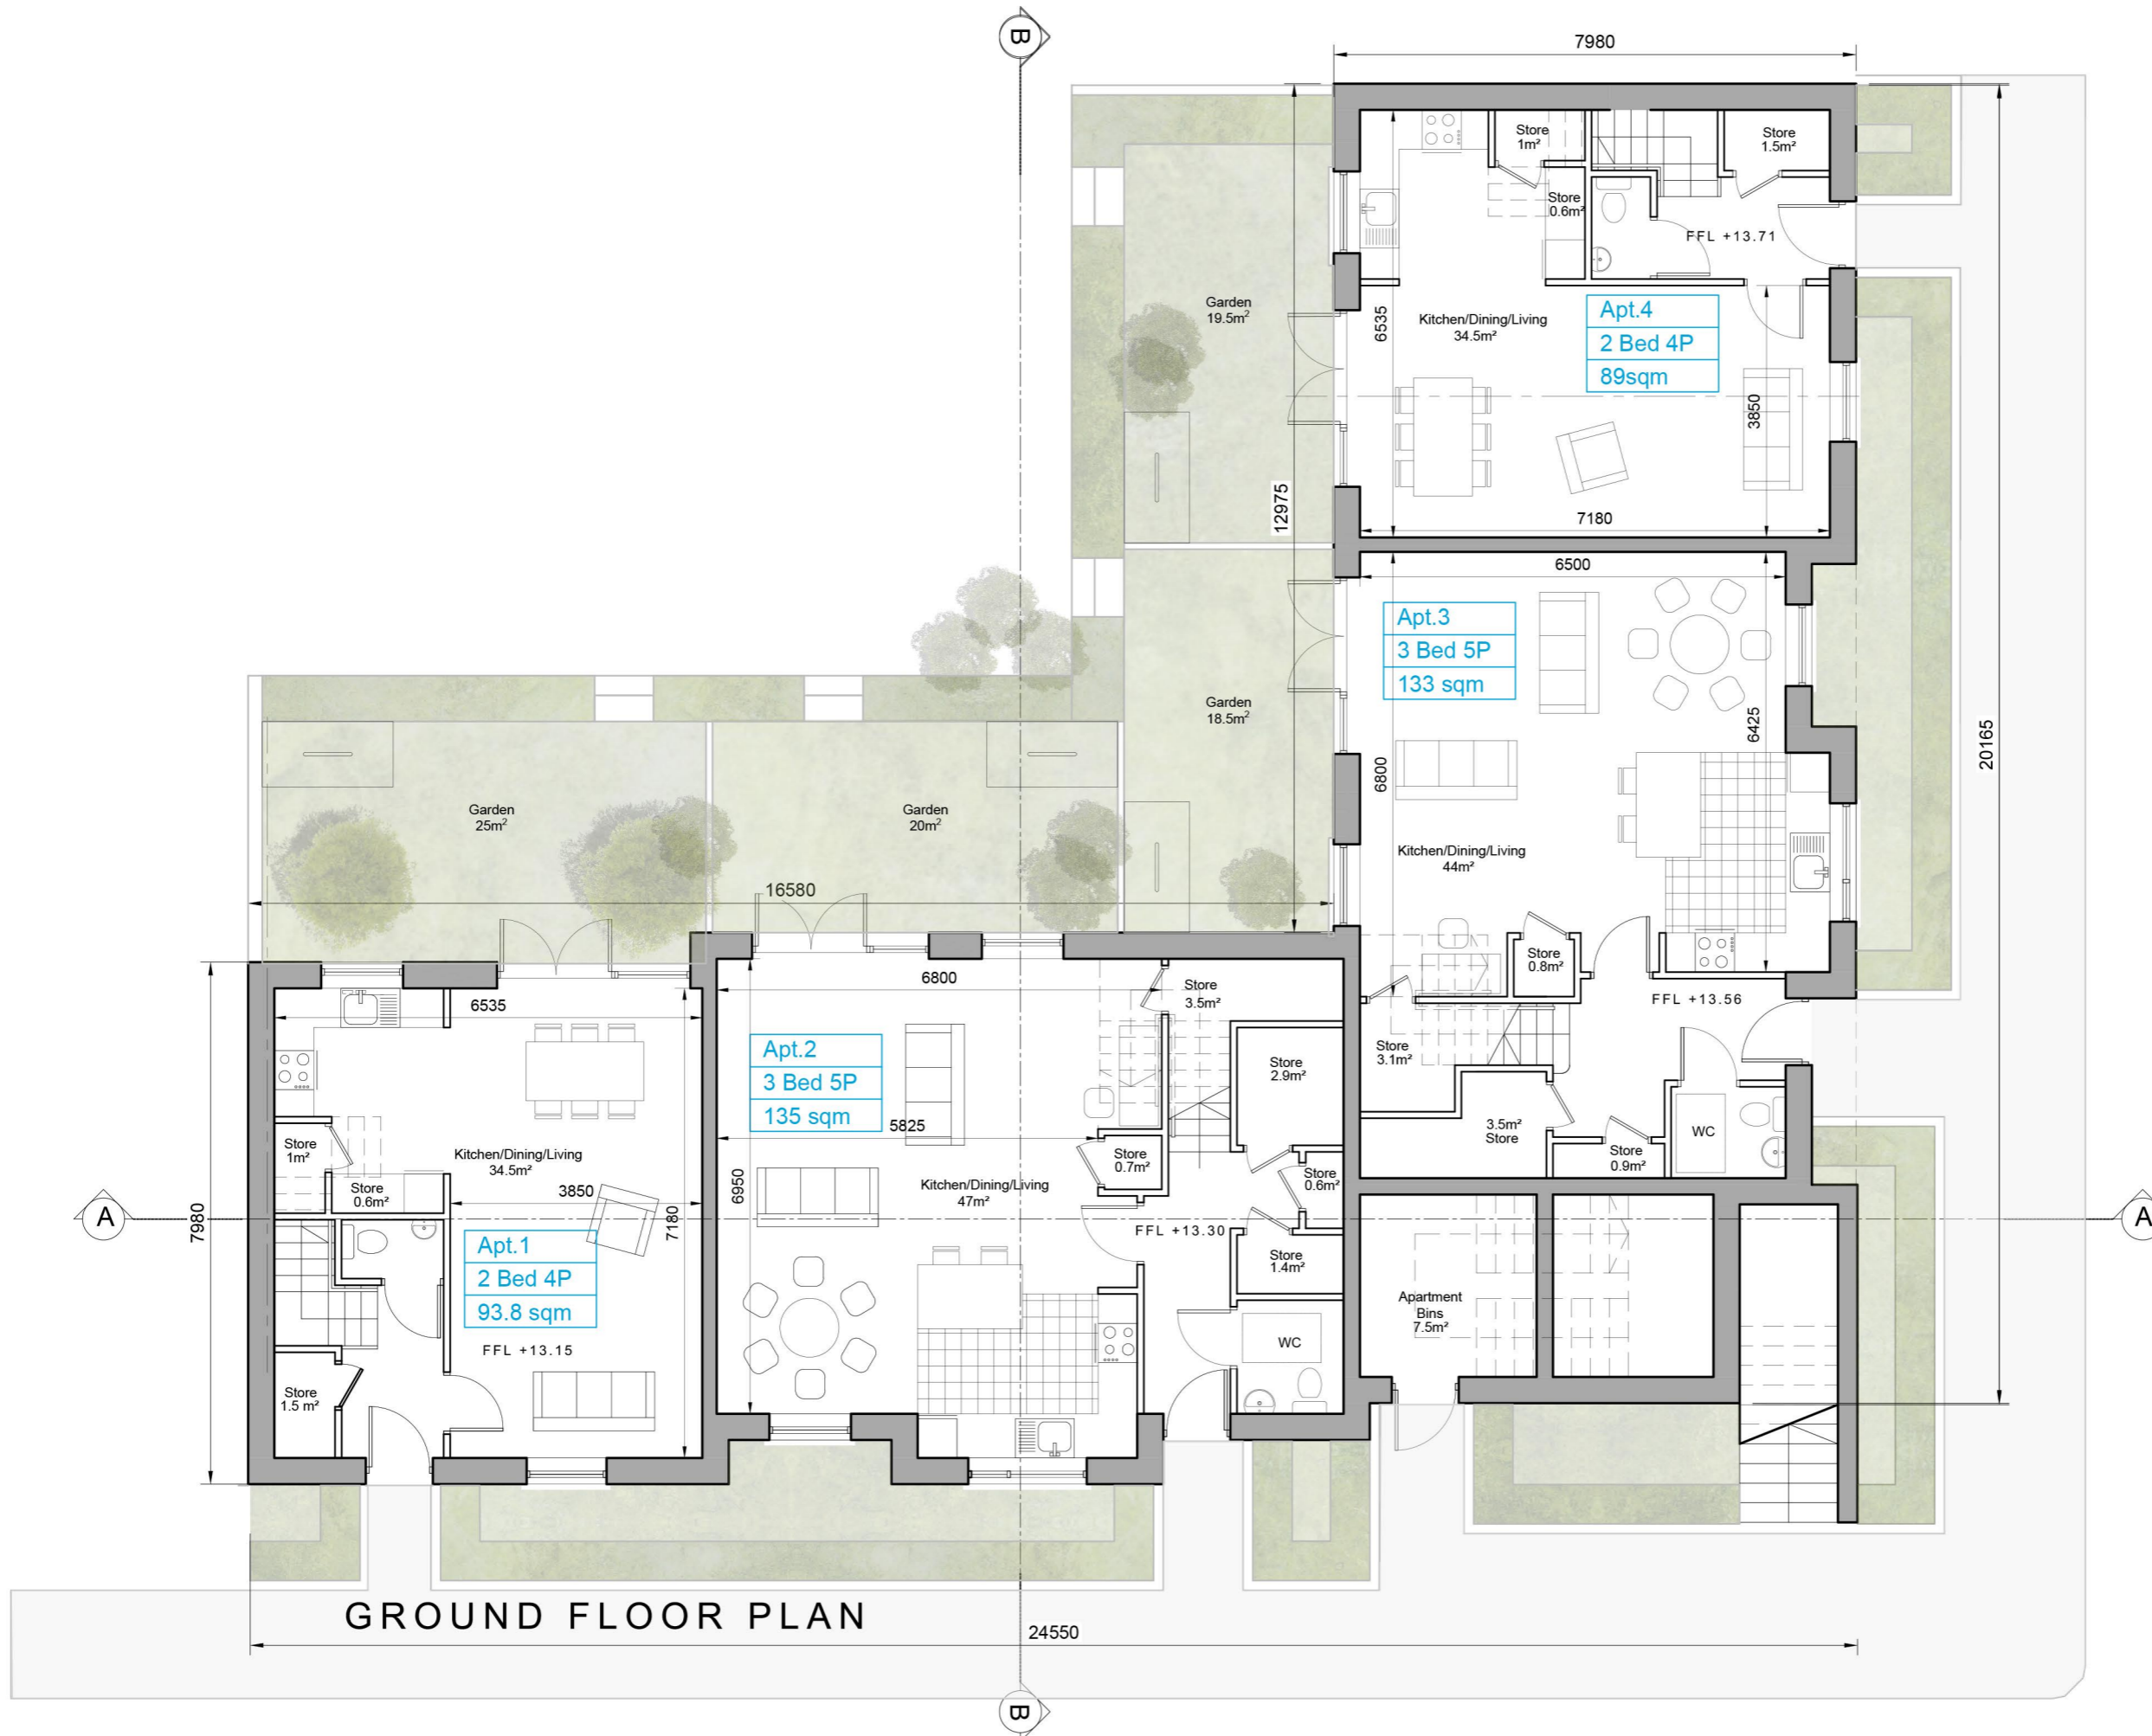 B
7980
Store
1m²
Store
1.5m²
Store
0.6m²
FFL +13.71
Garden
19.5m²
6535
Kitchen/Dining/Living
34.5m²
Apt.4
2 Bed 4P
89sqm
3850
12975
7180
6500
Apt.3
3 Bed 5P
133 sqm
Garden
18.5m²
6425
20165
6800
Garden
25m²
Garden
20m²
Kitchen/Dining/Living
44m²
16580
Store
0.8m²
6800
Store
3.5m²
FFL +13.56
6535
Apt.2
3 Bed 5P
135 sqm
Store
3.1m²
Store
2.9m²
5825
3.5m²
Store
WC
Store
1m²
Kitchen/Dining/Living
34.5m²
Store
0.7m²
Store
0.9m²
Store
0.6m²
3850
6950
Kitchen/Dining/Living
47m²
Store
0.6m²
A
7980
7180
FFL +13.30
A
Apt.1
2 Bed 4P
93.8 sqm
Store
1.4m²
Apartment
Bins
7.5m²
FFL +13.15
WC
Store
1.5 m²
GROUND FLOOR PLAN
24550
B